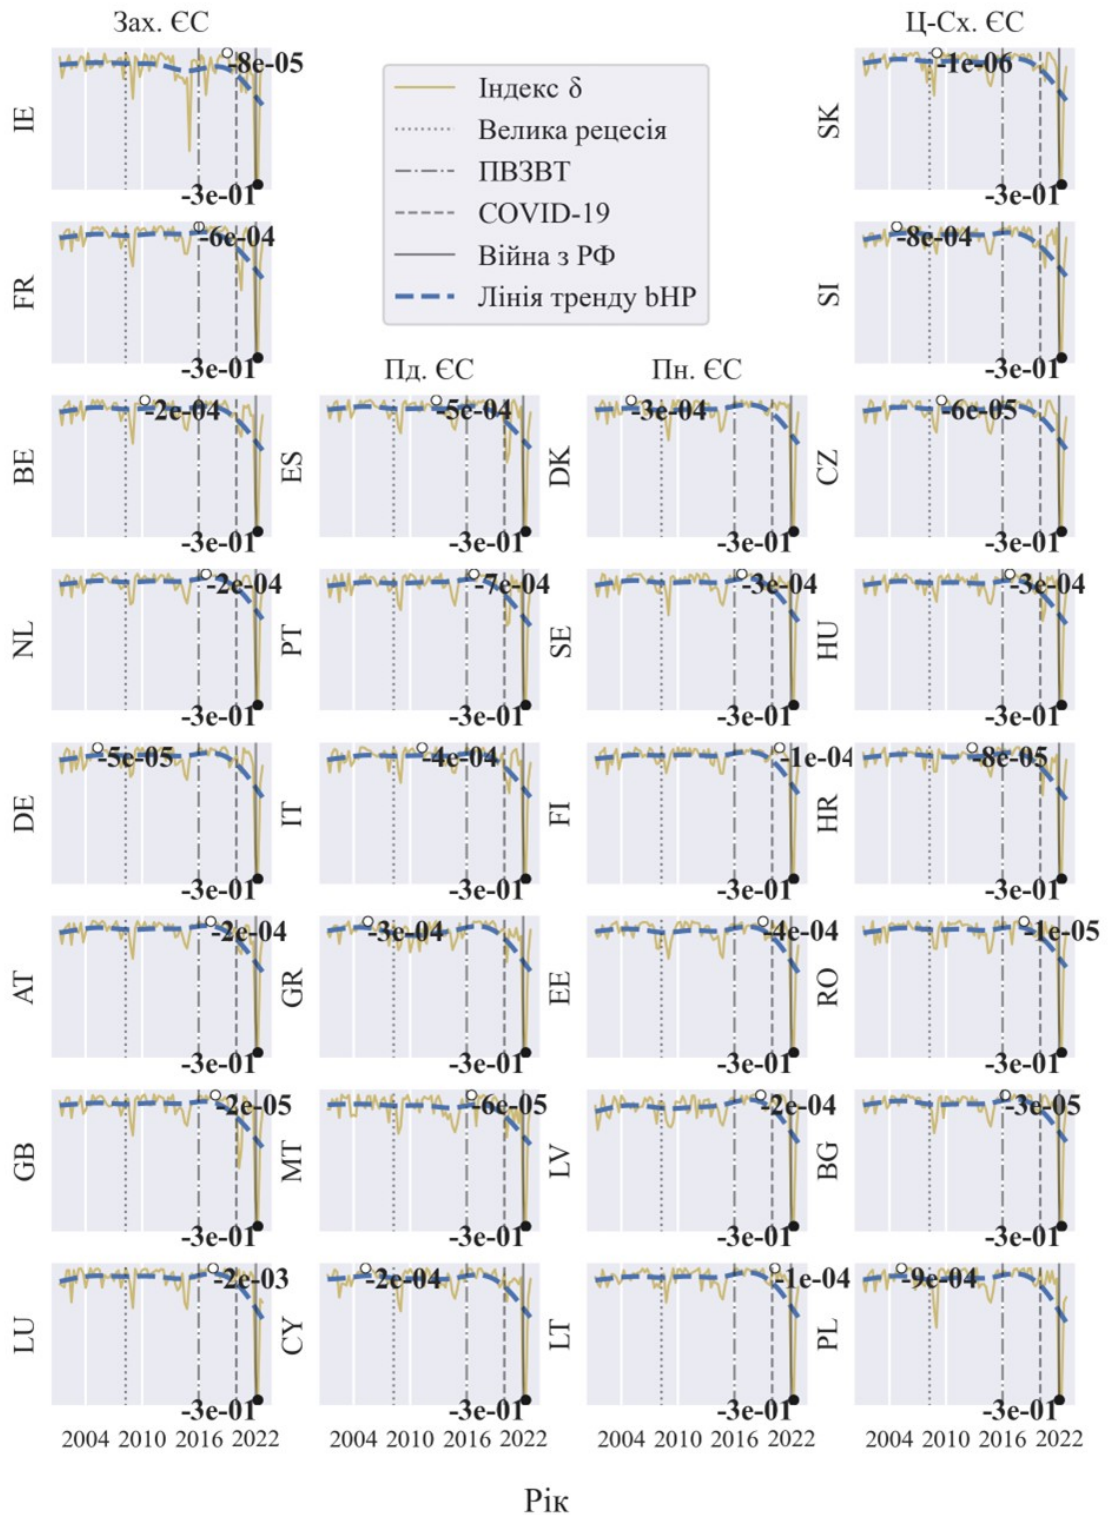 Зах. ЄС
Ц-Сх. ЄС
IE
-8e-05
-3e-01
Індекс δ
Велика рецесія
ПВЗВТ
COVID-19
Війна з РФ
Лінія тренду bHP
SK
-1e-06
-3e-01
FR
-6e-04
-3e-01
SI
-8e-04
-3e-01
Пд. ЄС
Пн. ЄС
BE
-2e-04
-3e-01
ES
-5e-04
DK
-3e-04
-3e-01
CZ
-6e-05
-3e-01
NL
-2e-04
-3e-01
PT
-7e-04
SE
-3e-04
-3e-01
HU
-3e-04
-3e-01
DE
-5e-05
-3e-01
IT
-4e-04
-3e-01
FI
-1e-04
-3e-01
HR
-8e-05
-3e-01
AT
-2e-04
-3e-01
GR
-3e-04
-3e-01
EE
-4e-04
-3e-01
RO
-1e-05
-3e-01
GB
-2e-05
-3e-01
MT
-6e-05
-3e-01
LV
-2e-04
-3e-01
BG
-3e-05
-3e-01
LU
-2e-03
-3e-01
CY
-2e-04
-3e-01
LT
-1e-04
-3e-01
PL
-9e-04
-3e-01
2004 2010 2016 2022
2004 2010 2016 2022
2004 2010 2016 2022
2004 2010 2016 2022
Рік